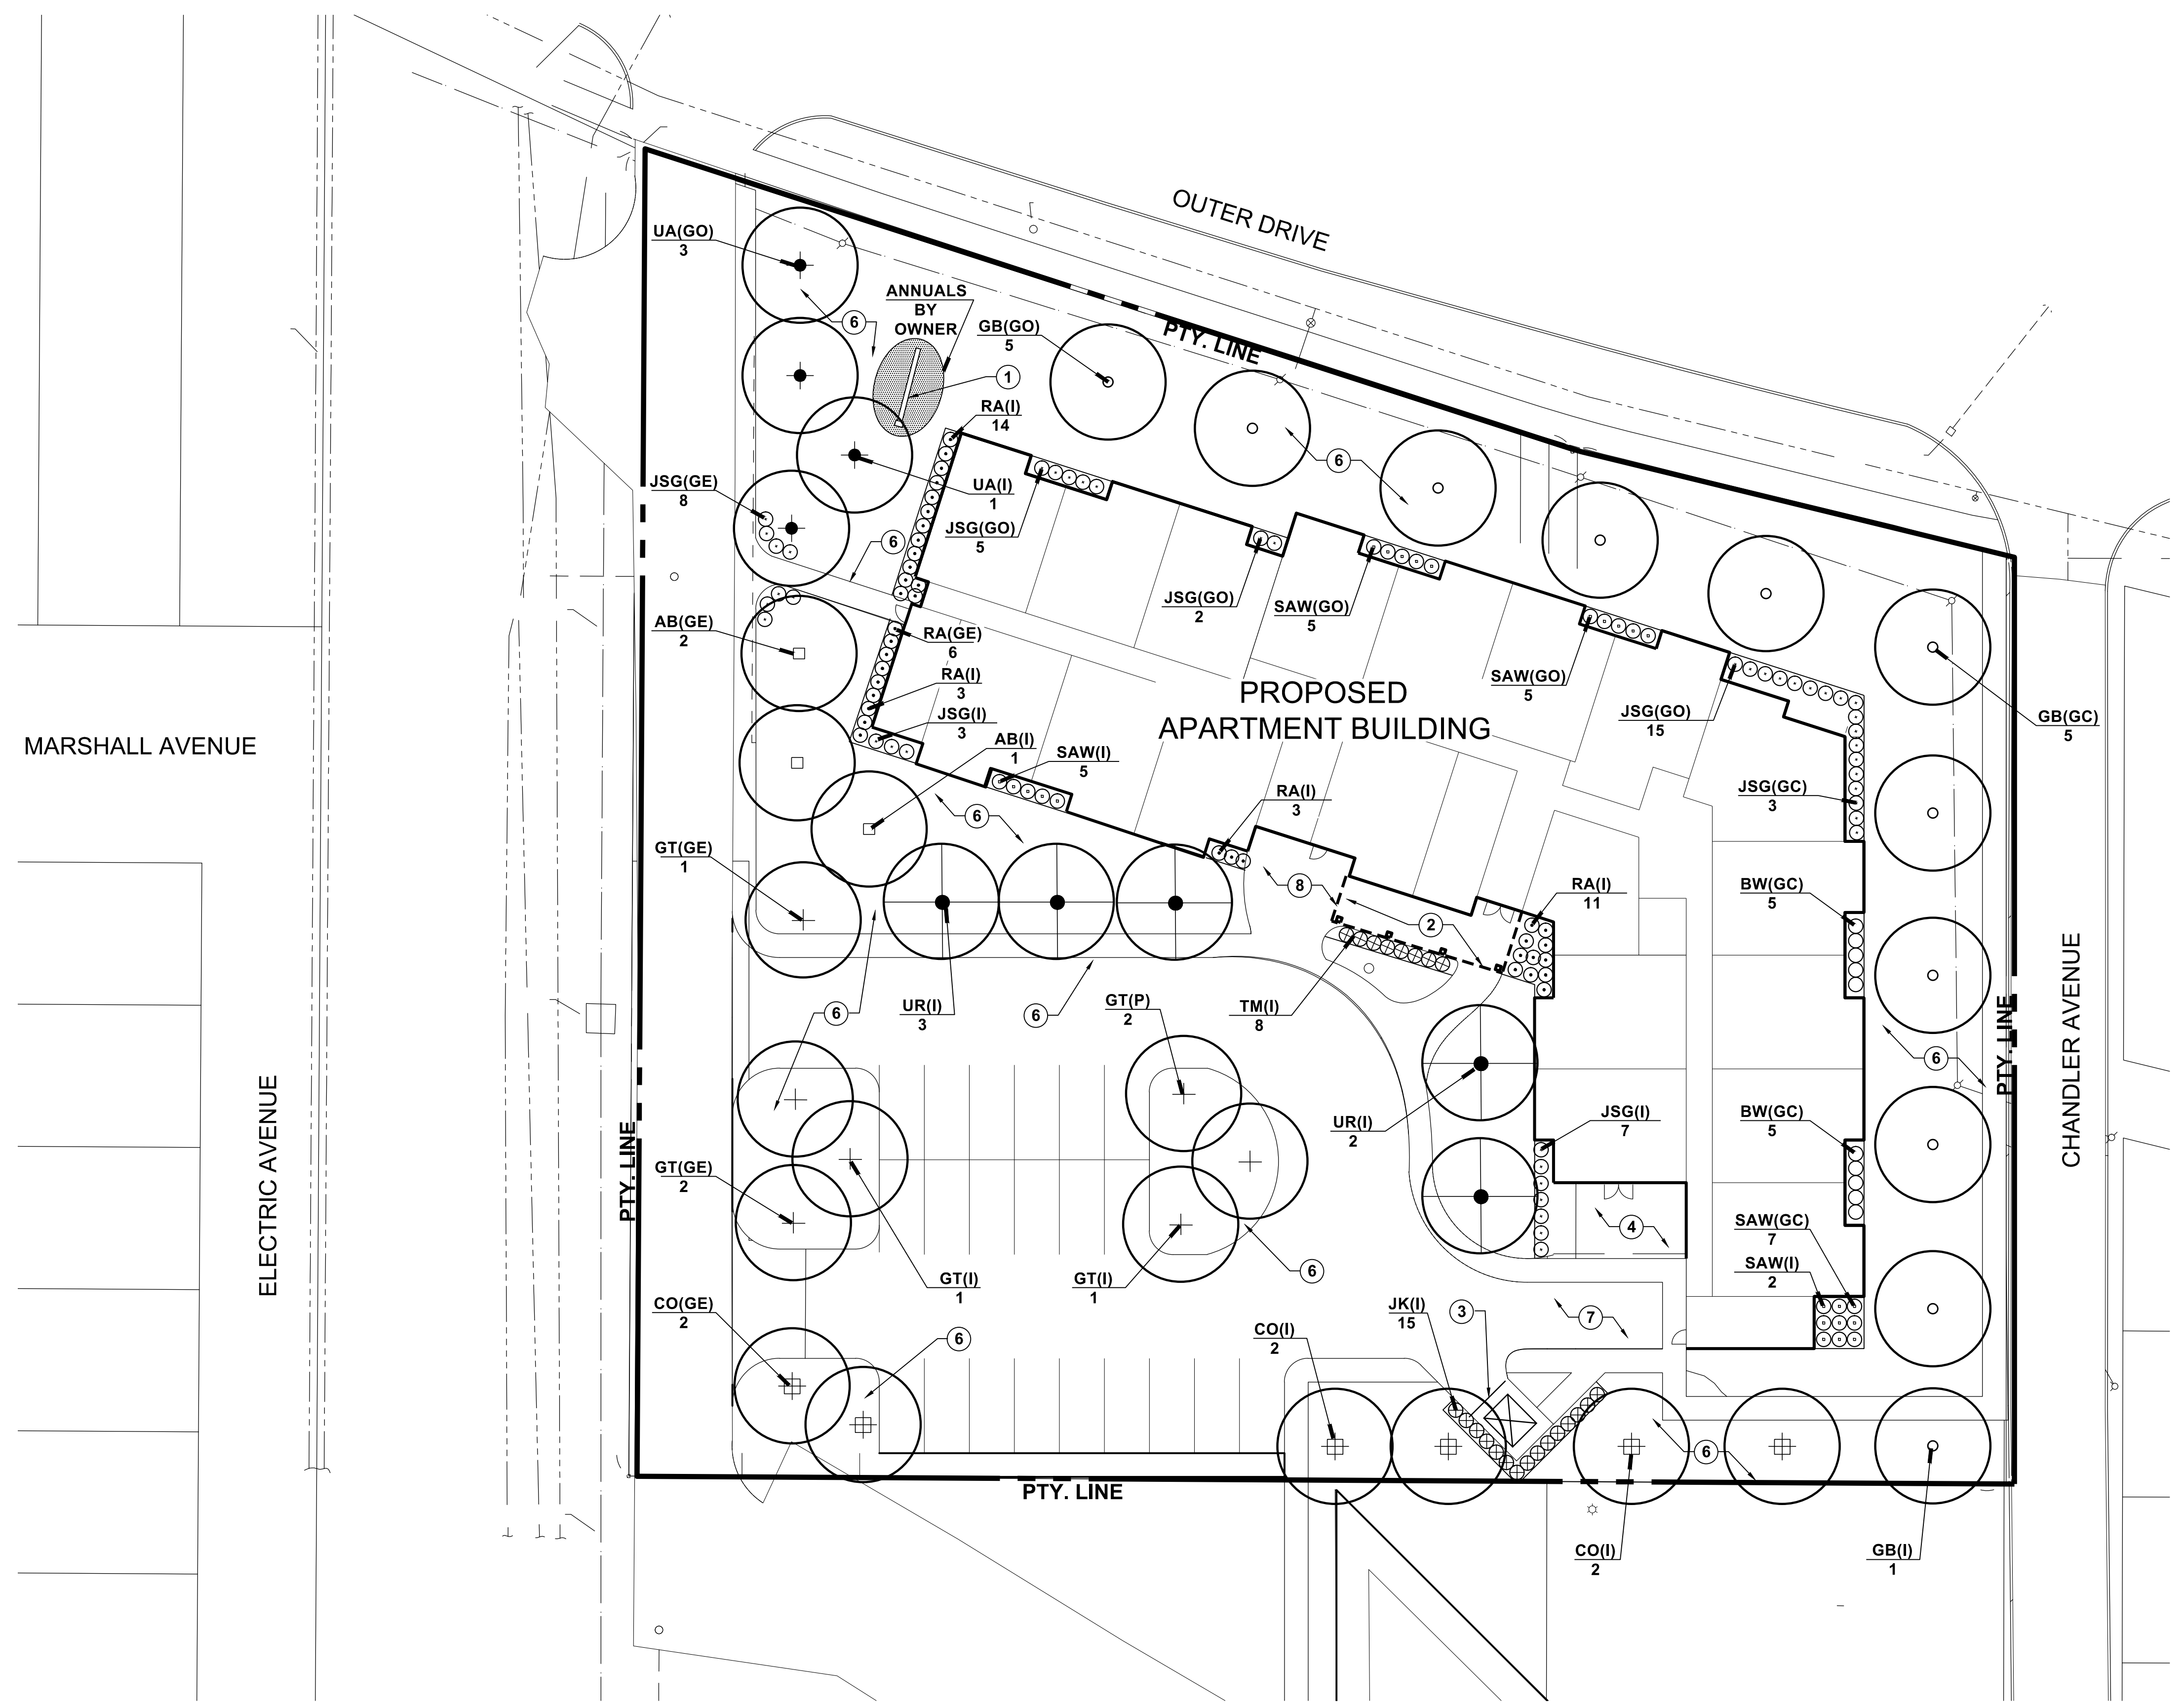 OUTER DRIVE
UA(GO)
3
ANNUALS
BY
OWNER
6
GB(GO)
5
PTY. LINE
1
RA(I)
14
6
JSG(GE)
8
UA(I)
1
JSG(GO)
5
6
JSG(GO)
2
SAW(GO)
5
AB(GE)
2
RA(GE)
6
RA(I)
3
JSG(I)
3
AB(I)
1
SAW(I)
5
PROPOSED
APARTMENT BUILDING
SAW(GO)
5
JSG(GO)
15
GB(GC)
5
MARSHALL AVENUE
JSG(GC)
3
RA(I)
3
6
GT(GE)
1
8
2
RA(I)
11
BW(GC)
5
6
UR(I)
3
6
GT(P)
2
TM(I)
8
6
PTY. LINE
CHANDLER AVENUE
ELECTRIC AVENUE
PTY. LINE
GT(GE)
2
UR(I)
2
JSG(I)
7
BW(GC)
5
4
SAW(GC)
7
SAW(I)
2
GT(I)
1
GT(I)
1
6
CO(GE)
2
6
CO(I)
2
JK(I)
15
3
7
6
PTY. LINE
CO(I)
2
GB(I)
1